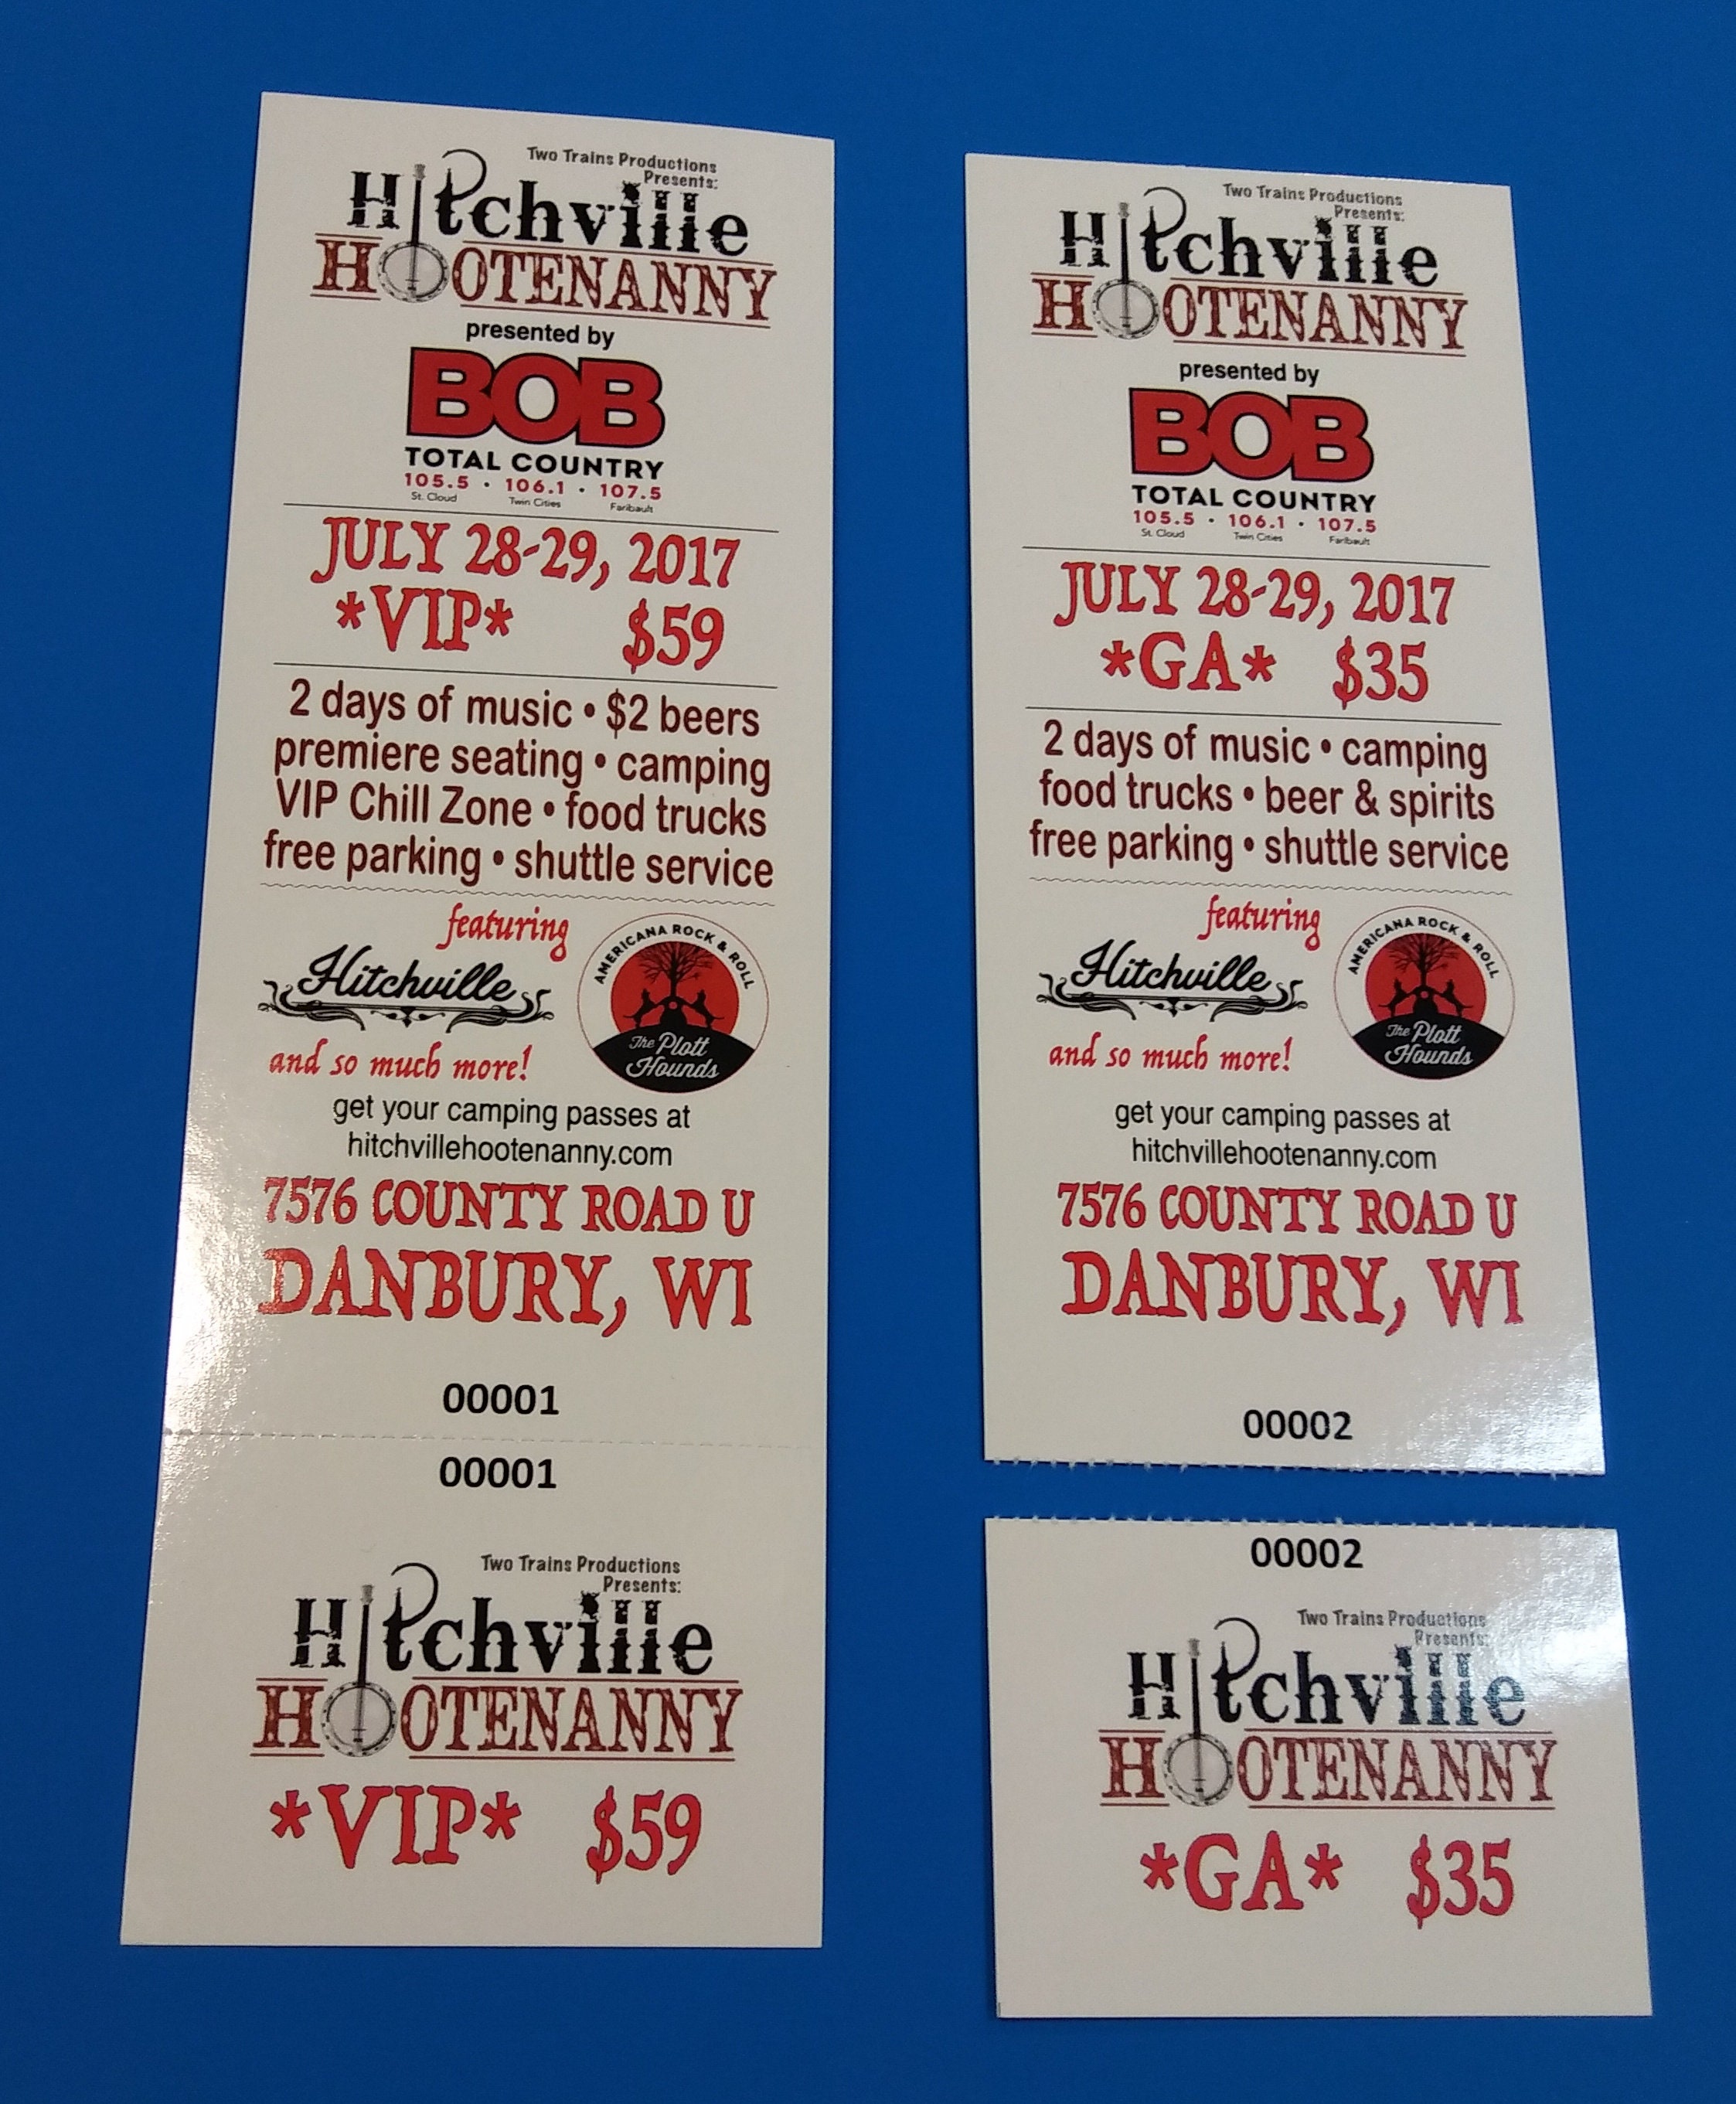 Two Trains Productions
Presents:
Hitchville
HOOTENANNY
presented by
BOB
TOTAL COUNTRY
105.5 • 106.1 • 107.5
St. Cloud Twin Cities Faribault
JULY 28-29, 2017
*VIP* $59
2 days of music • $2 beers
premiere seating • camping
VIP Chill Zone • food trucks
free parking • shuttle service
featuring
Hitchville
AMERICANA ROCK & ROLL
The Plott
Hounds
and so much more!
get your camping passes at
hitchvillehootenanny.com
7576 COUNTY ROAD U
DANBURY, WI
00001
00001
Two Trains Productions
Presents:
Hitchville
HOOTENANNY
*VIP* $59
Two Trains Productions
Presents:
Hitchville
HOOTENANNY
presented by
BOB
TOTAL COUNTRY
105.5 • 106.1 • 107.5
St. Cloud Twin Cities Faribault
JULY 28-29, 2017
*GA* $35
2 days of music • camping
food trucks • beer & spirits
free parking • shuttle service
featuring
Hitchville
AMERICANA ROCK & ROLL
The Plott
Hounds
and so much more!
get your camping passes at
hitchvillehootenanny.com
7576 COUNTY ROAD U
DANBURY, WI
00002
00002
Two Trains Productions
Presents:
Hitchville
HOOTENANNY
*GA* $35